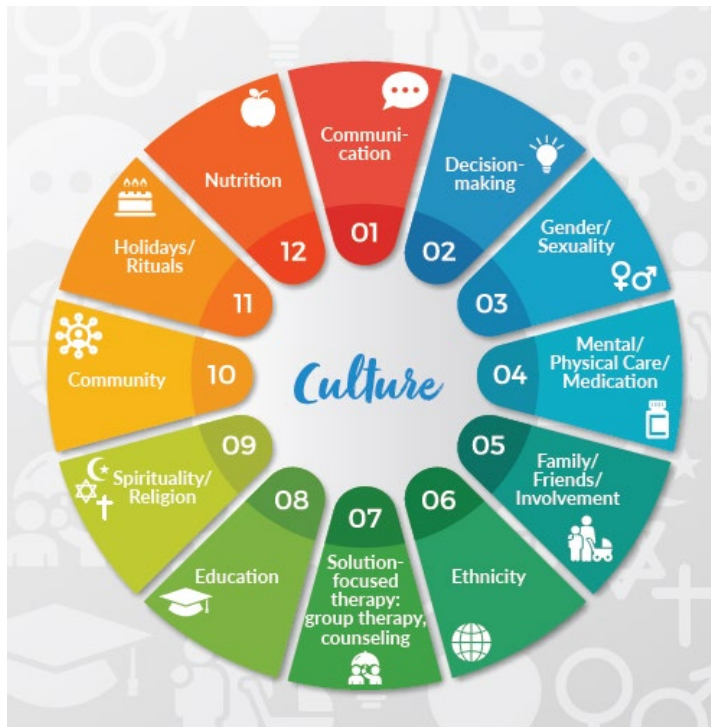 Communi-
cation
01
Decision-
making
02
Gender/
Sexuality
03
Mental/
Physical Care/
Medication
04
Family/
Friends/
Involvement
05
Ethnicity
06
Solution-
focused
therapy:
group therapy,
counseling
07
Education
08
Spirituality/
Religion
09
Community
10
Holidays/
Rituals
11
Nutrition
12
Culture